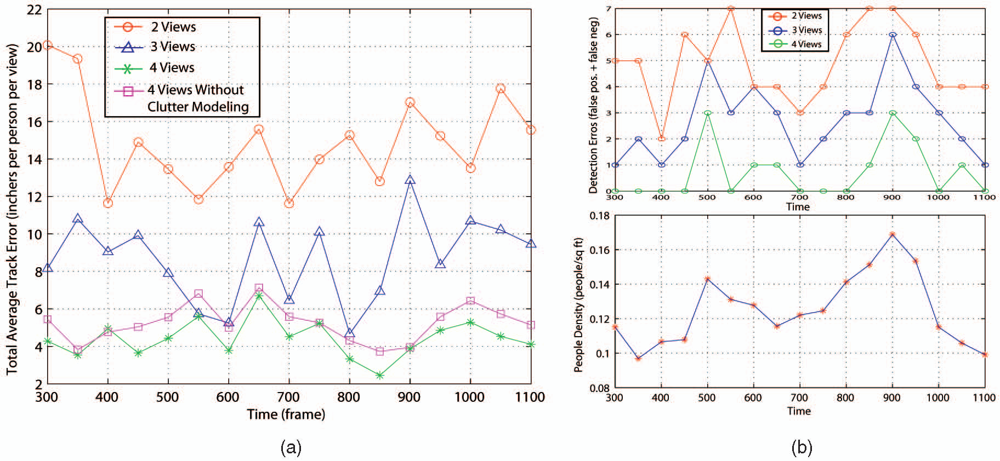 22
20
18
16
14
12
10
8
6
4
2
Total Average Track Error (inchers per person per view)
2 Views
3 Views
4 Views
4 Views Without
Clutter Modeling
300 400 500 600 700 800 900 1000 1100
Time (frame)
(a)
7
6
5
4
3
2
1
0
Detection Erros (false pos. + false neg)
2 Views
3 Views
4 Views
300 400 500 600 700 800 900 1000 1100
Time
0.18
0.16
0.14
0.12
0.1
0.08
People Density (people/sq ft)
300 400 500 600 700 800 900 1000 1100
Time
(b)